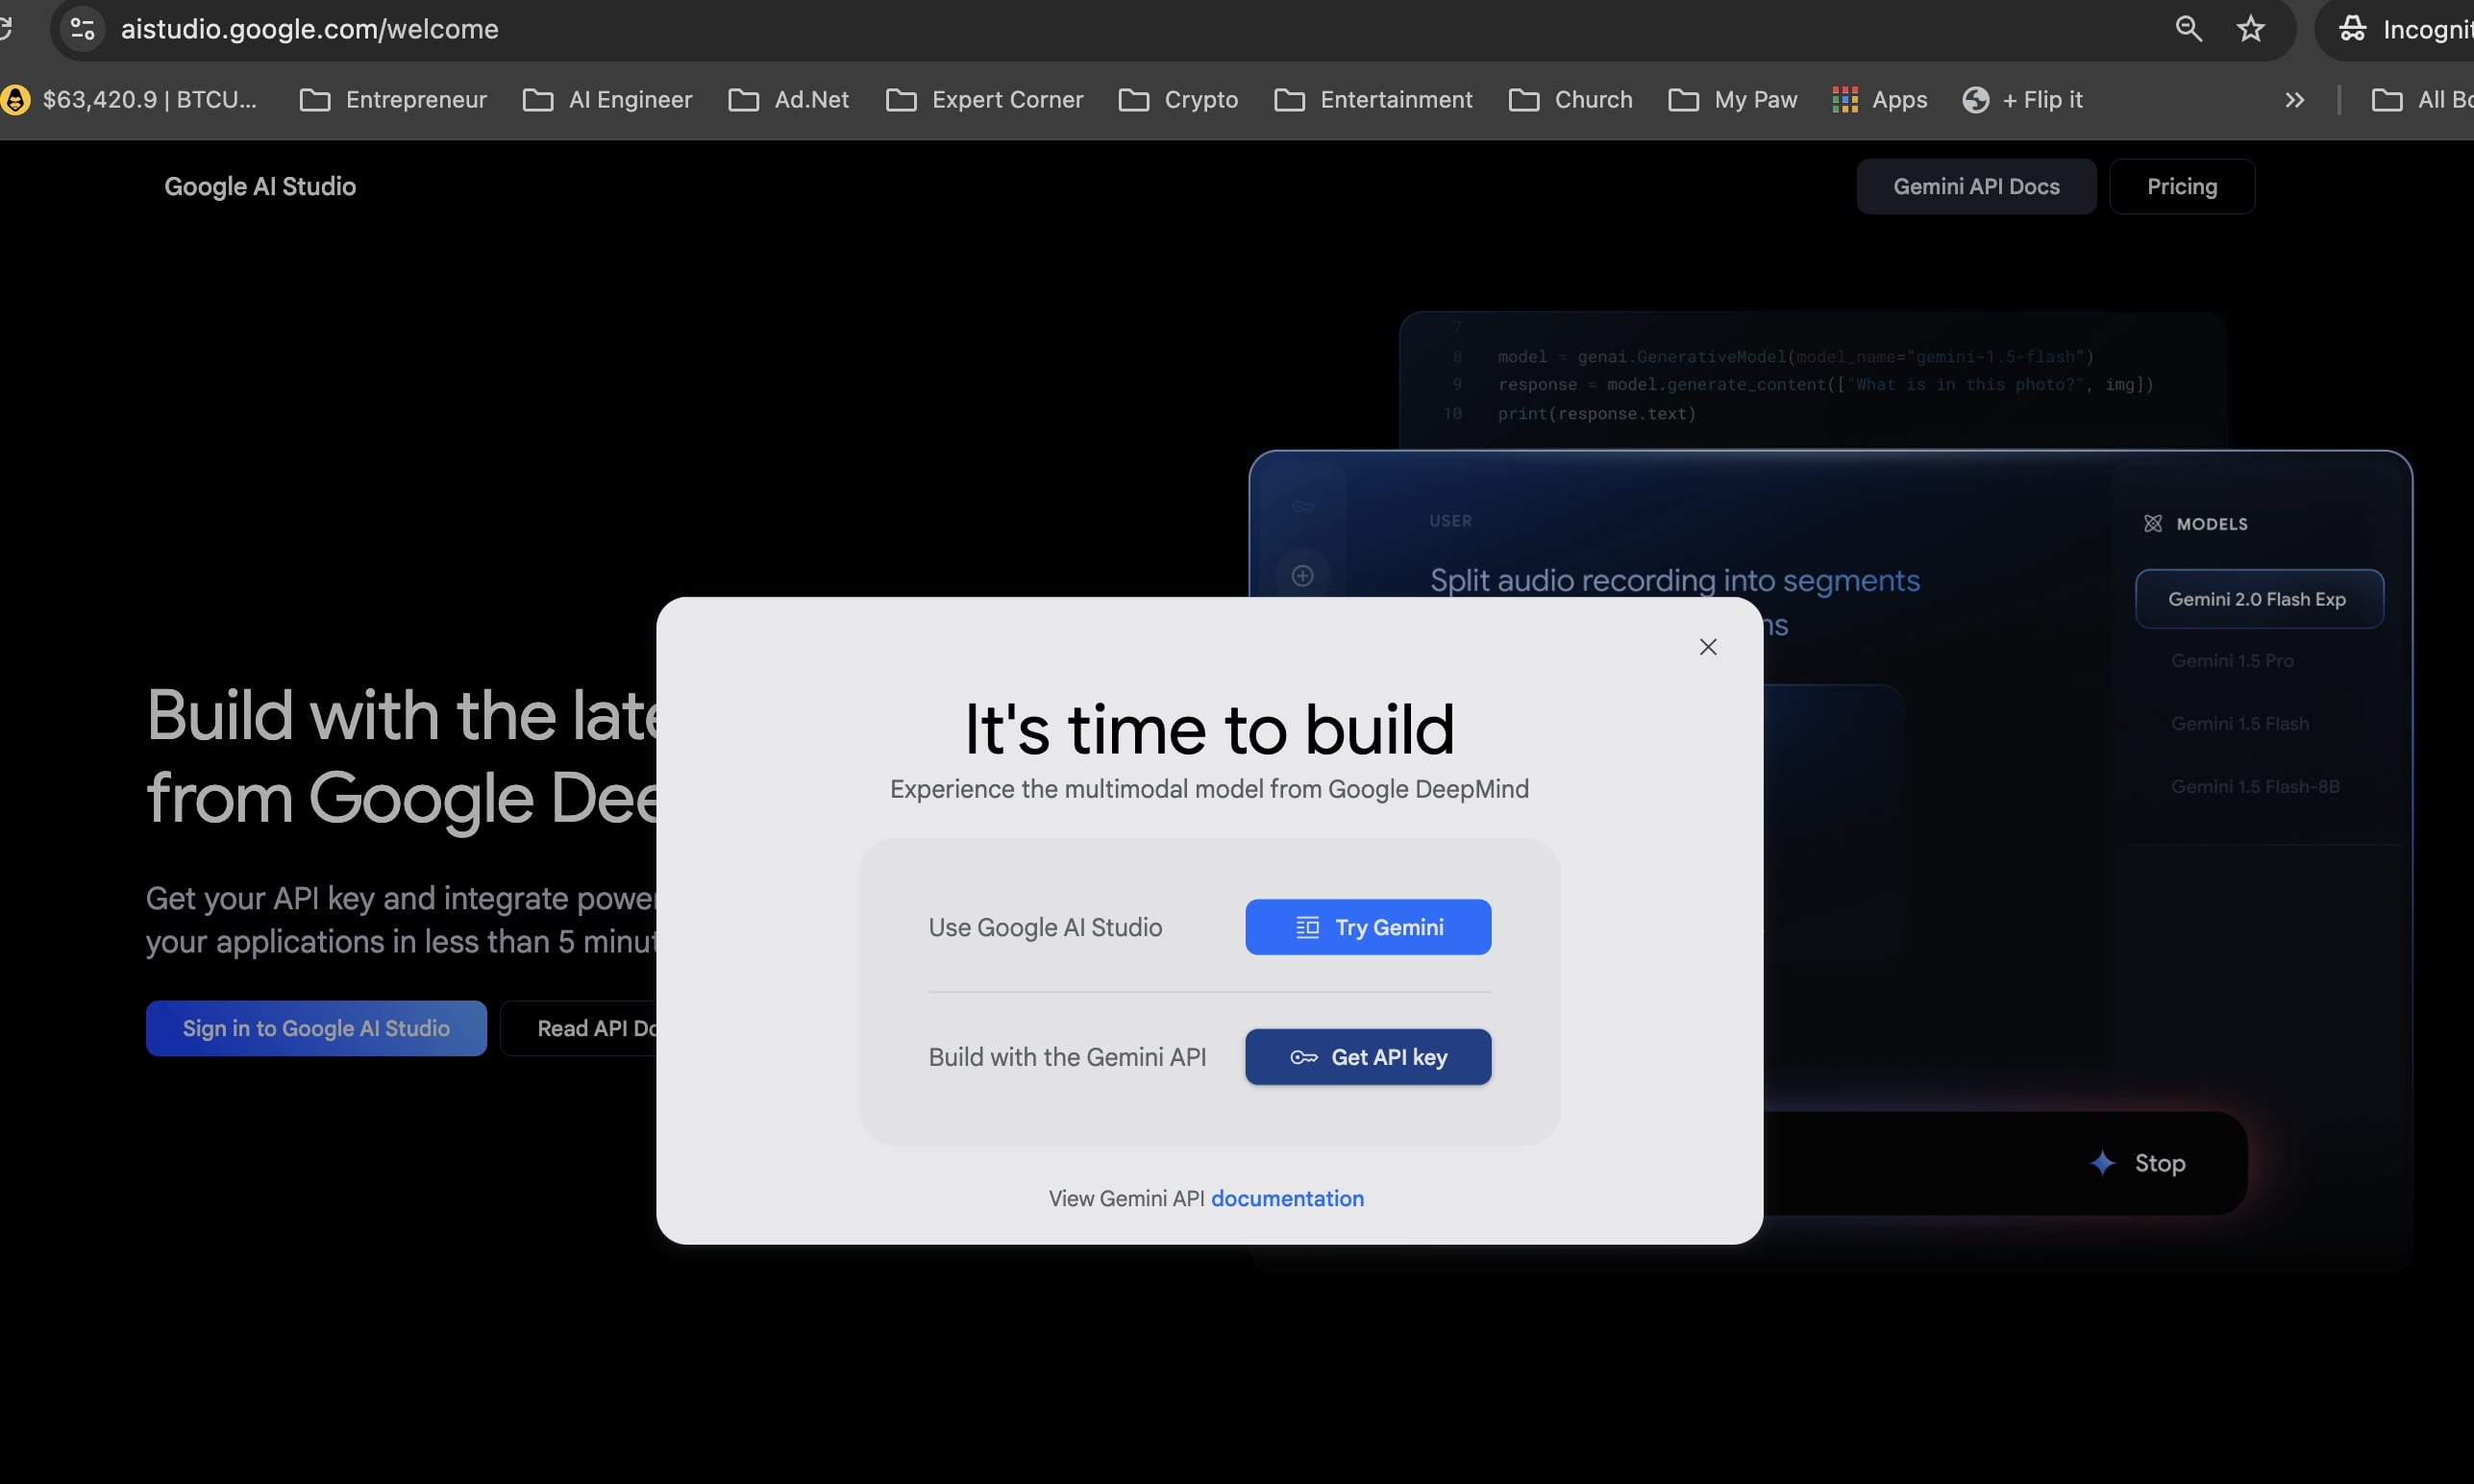 aistudio.google.com/welcome
Incognit
$63,420.9 | BTCU...
Entrepreneur
AI Engineer
Ad.Net
Expert Corner
Crypto
Entertainment
Church
My Paw
Apps
+ Flip it
All Bo
Google AI Studio
Gemini API Docs
Pricing
7
8 model = genai.GenerativeModel(model_name="gemini-1.5-flash")
9 response = model.generate_content(["What is in this photo?", img])
10 print(response.text)
USER
Split audio recording into segments
ns
MODELS
Gemini 2.0 Flash Exp
Gemini 1.5 Pro
Gemini 1.5 Flash
Gemini 1.5 Flash-8B
Build with the late
from Google Dee
Get your API key and integrate power
your applications in less than 5 minut
Sign in to Google AI Studio
Read API Do
It's time to build
Experience the multimodal model from Google DeepMind
Use Google AI Studio
Try Gemini
Build with the Gemini API
Get API key
View Gemini API documentation
Stop